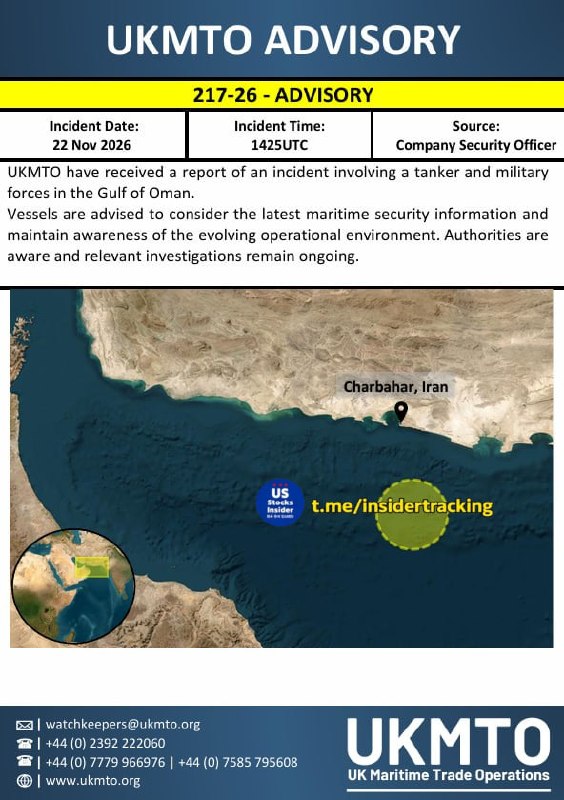 UKMTO ADVISORY
217-26 - ADVISORY
Incident Date:
22 Nov 2026
Incident Time:
1425UTC
Source:
Company Security Officer
UKMTO have received a report of an incident involving a tanker and military
forces in the Gulf of Oman.
Vessels are advised to consider the latest maritime security information and
maintain awareness of the evolving operational environment. Authorities are
aware and relevant investigations remain ongoing.
Charbahar, Iran
US
Stocks
Insider
t.me/insidertracking
watchkeepers@ukmto.org
+44 (0) 2392 222060
+44 (0) 7779 966976 | +44 (0) 7585 795608
www.ukmto.org
UKMTO
UK Maritime Trade Operations